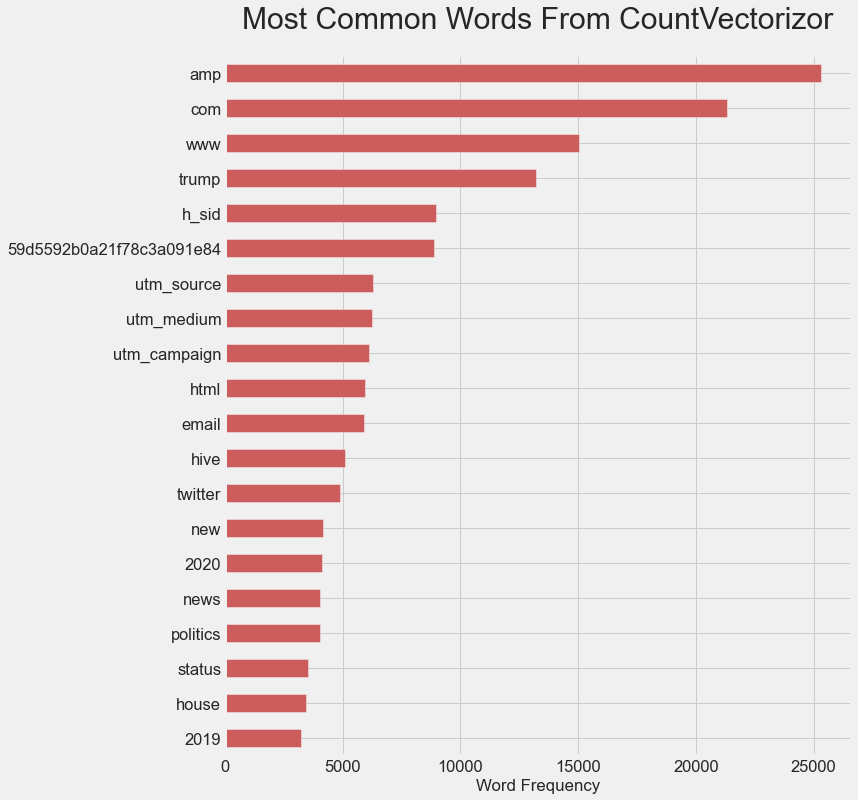 Most Common Words From CountVectorizor
amp
com
www
trump
h_sid
59d5592b0a21f78c3a091e84
utm_source
utm_medium
utm_campaign
html
email
hive
twitter
new
2020
news
politics
status
house
2019
0 5000 10000 15000 20000 25000
Word Frequency